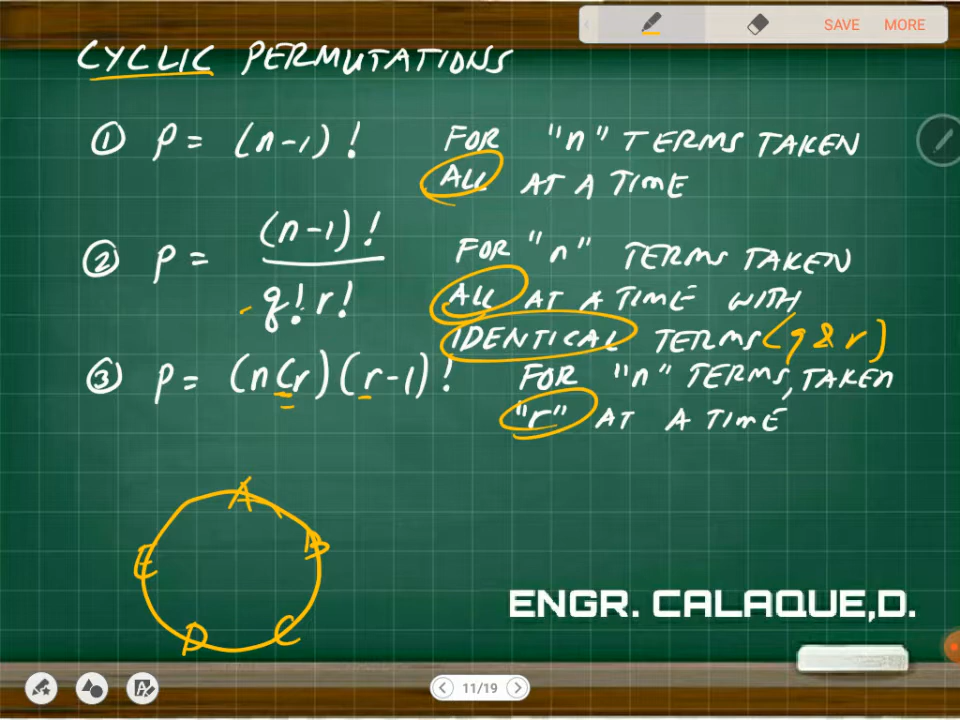 SAVE MORE
CYCLIC PERMUTATIONS
① P = (n-1)! FOR "n" TERMS TAKEN
ALL AT A TIME
② P = (n-1)! / q!r! FOR "n" TERMS TAKEN
ALL AT A TIME WITH
IDENTICAL TERMS (q & r)
③ P = (nCr)(r-1)! FOR "n" TERMS, TAKEN
"r" AT A TIME
A
B
C
D
E
ENGR. CALAQUE,D.
11/19